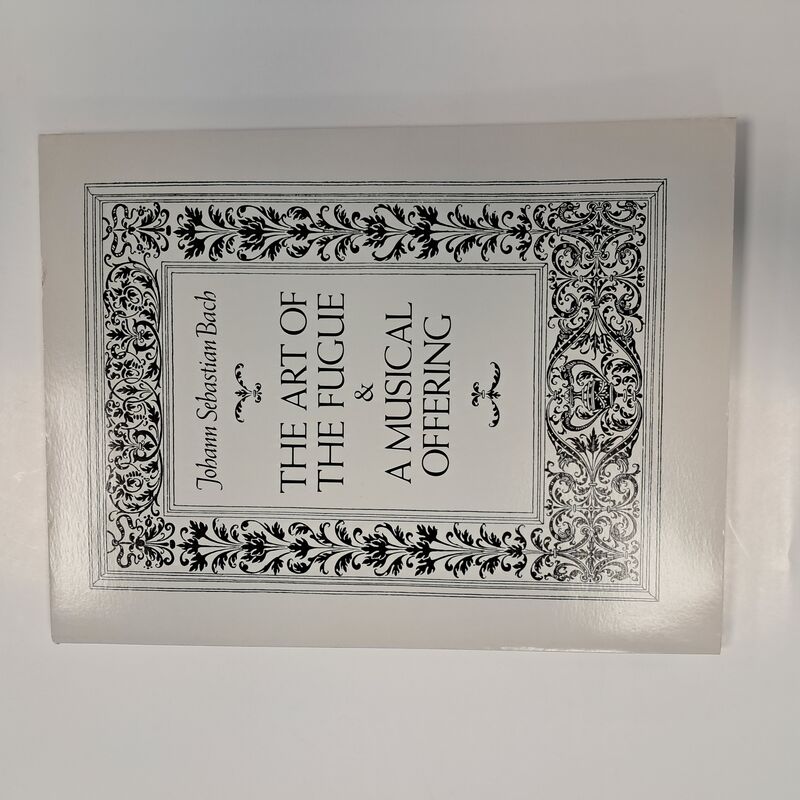 Johann Sebastian Bach
THE ART OF
THE FUGUE
&
A MUSICAL
OFFERING